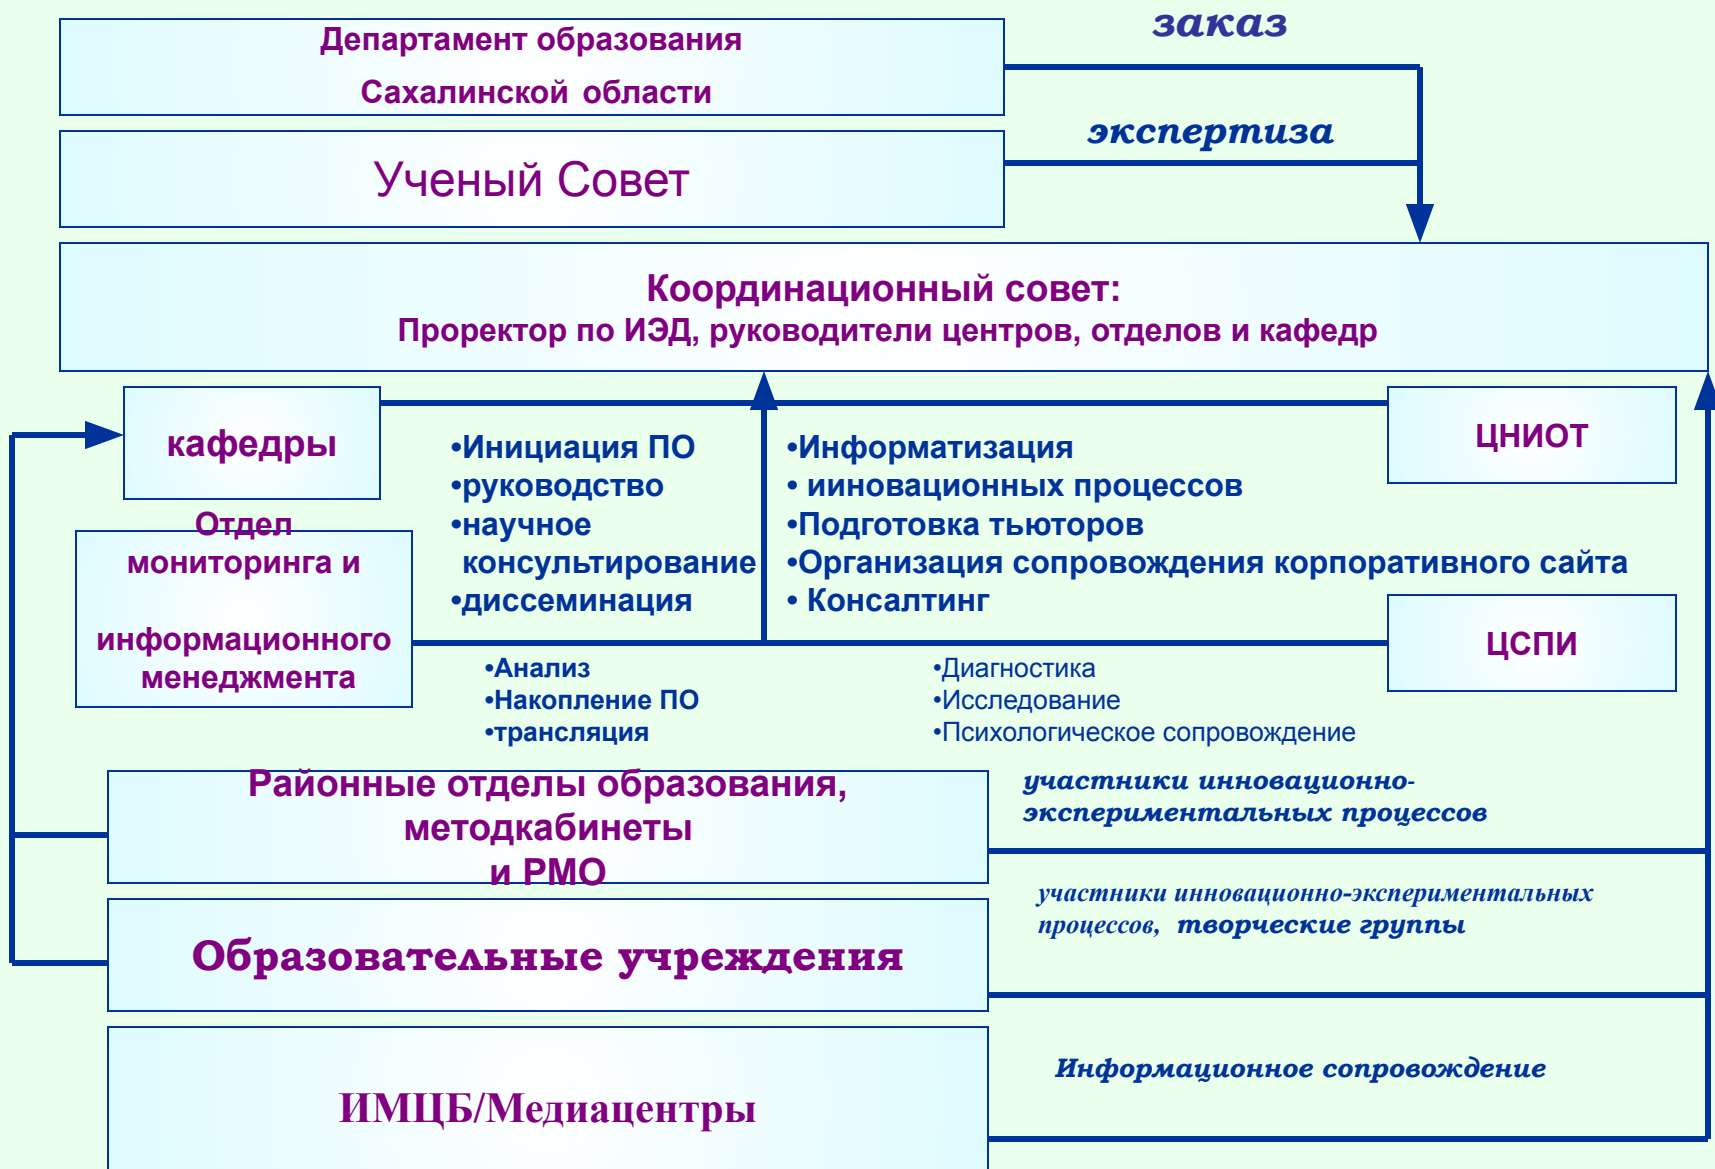 заказ
Департамент образования
Сахалинской области
экспертиза
Ученый Совет
Координационный совет:
Проректор по ИЭД, руководители центров, отделов и кафедр
кафедры
•Инициация ПО
•руководство
•научное
консультирование
•диссеминация
•Информатизация
• ииновационных процессов
•Подготовка тьюторов
•Организация сопровождения корпоративного сайта
• Консалтинг
ЦНИОТ
Отдел
мониторинга и
информационного
менеджмента
ЦСПИ
•Анализ
•Накопление ПО
•трансляция
•Диагностика
•Исследование
•Психологическое сопровождение
Районные отделы образования,
методкабинеты
и РМО
участники инновационно-
экспериментальных процессов
Образовательные учреждения
участники инновационно-экспериментальных
процессов, творческие группы
ИМЦБ/Медиацентры
Информационное сопровождение